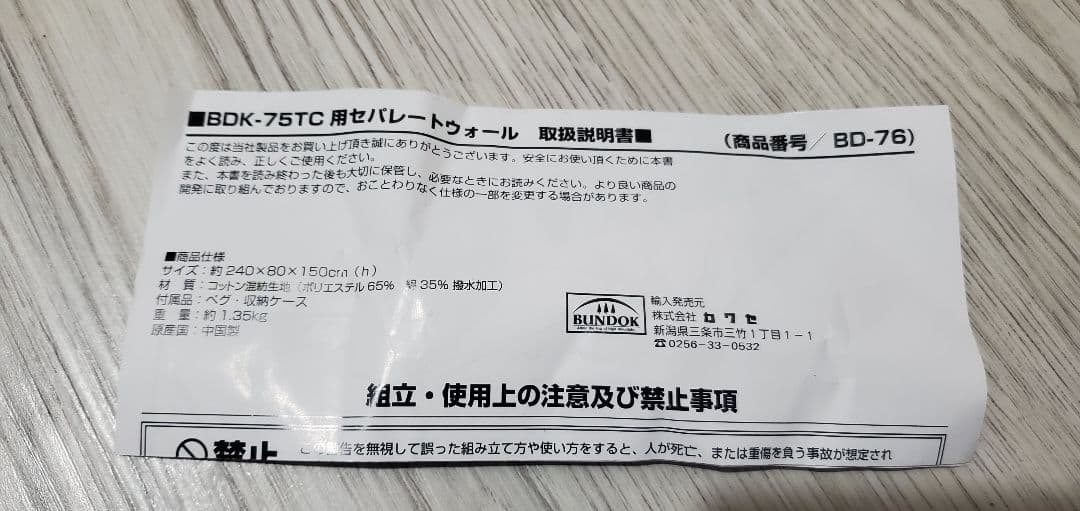 ■BDK-75TC用セパレートウォール　取扱説明書■　（商品番号／BD-76）
この度は当社製品をお買い上げ頂き誠にありがとうございます。安全にお使い頂くために本書
をよく読み、正しくご使用ください。
また、本書を読み終わった後も大切に保管し、必要なときにお読みください。より良い商品の
開発に取り組んでおりますので、おことわりなく仕様の一部を変更する場合があります。
■商品仕様
サイズ：約240×80×150cm（h）
材　質：コットン混紡生地（ポリエステル65%　綿35% 撥水加工）
付属品：ペグ・収納ケース
重　量：約1.35kg
原産国：中国製
BUNDOK
輸入発売元
株式会社 カワセ
新潟県三条市三竹1丁目1-1
☎0256-33-0532
組立・使用上の注意及び禁止事項
禁止　この警告を無視して誤った組み立て方や使い方をすると、人が死亡、または重傷を負う事故が想定され